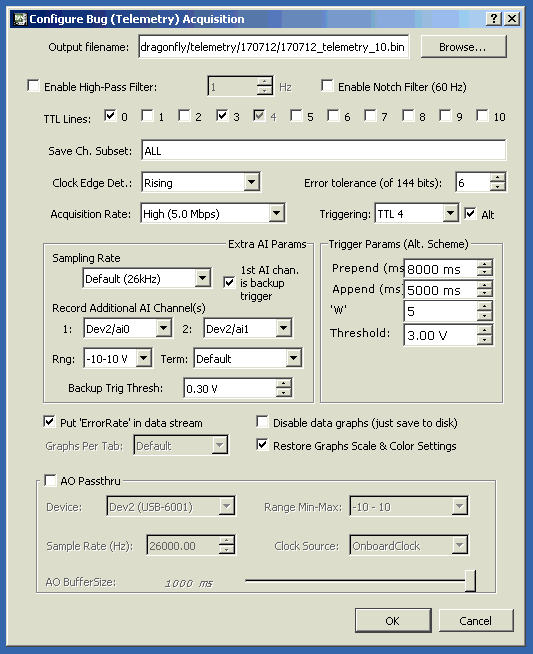 Configure Bug (Telemetry) Acquisition
Output filename: dragonfly/telemetry/170712/170712_telemetry_10.bin Browse...
Enable High-Pass Filter: 1 Hz Enable Notch Filter (60 Hz)
TTL Lines: 0 1 2 3 4 5 6 7 8 9 10
Save Ch. Subset: ALL
Clock Edge Det.: Rising Error tolerance (of 144 bits): 6
Acquisition Rate: High (5.0 Mbps) Triggering: TTL 4 Alt
Extra AI Params
Sampling Rate
Default (26kHz)
1st AI chan.
is backup
trigger
Record Additional AI Channel(s)
1: Dev2/ai0 2: Dev2/ai1
Rng: -10-10 V Term: Default
Backup Trig Thresh: 0.30 V
Trigger Params (Alt. Scheme)
Prepend (ms 8000 ms
Append (ms) 5000 ms
'W' 5
Threshold: 3.00 V
Put 'ErrorRate' in data stream Disable data graphs (just save to disk)
Graphs Per Tab: Default Restore Graphs Scale & Color Settings
AO Passthru
Device: Dev2 (USB-6001) Range Min-Max: -10 - 10
Sample Rate (Hz): 26000.00 Clock Source: OnboardClock
AO BufferSize: 1000 ms
OK Cancel